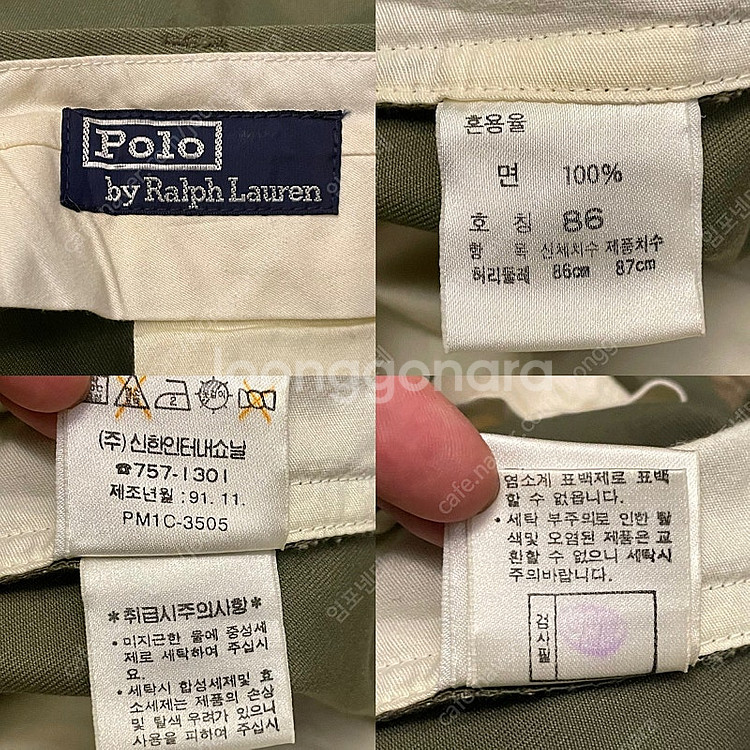 Polo
by Ralph Lauren
혼용율
면 100%
호 칭 86
항 목 신체치수 제품치수
허리둘레 86cm 87cm
joonggonara
(주)신한인터내쇼날
☎757-1301
제조년월 : 91. 11.
PM1C-3505
*취급시주의사항*
• 미지근한 물에 중성세
제로 세탁하여 주십시
요.
• 세탁시 합성세제및 효
소세제는 제품의 손상
및 탈색 우려가 있으니
사용을 피하여 주십시
염소계 표백제로 표백
할 수 없읍니다.
• 세탁 부주의로 인한 탈
색및 오염된 제품은 교
환할 수 없으니 세탁시
주의바랍니다.
검사필